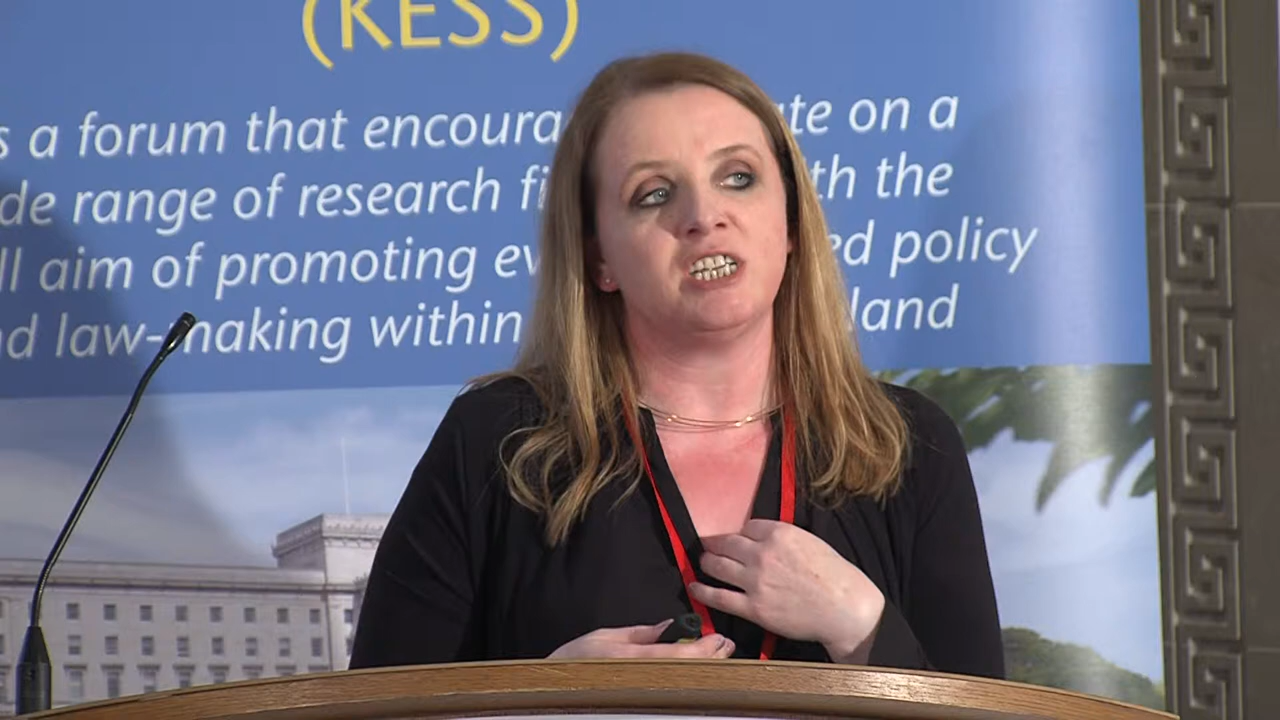 (KESS)
s a forum that encoura te on a
de range of research fi th the
ll aim of promoting ev ed policy
nd law-making within land